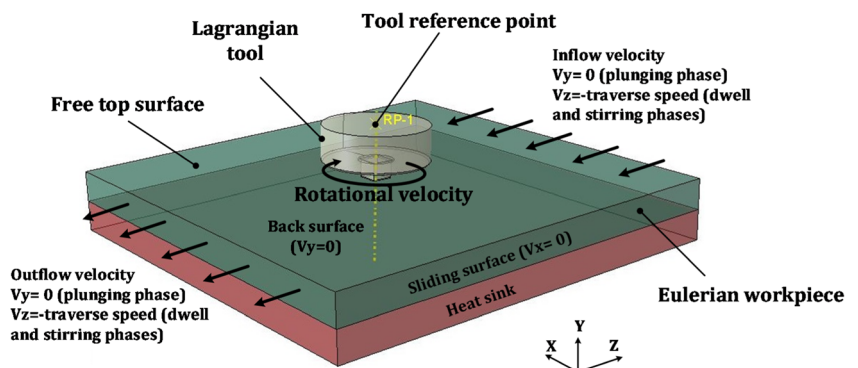 Tool reference point
Lagrangian
tool
Inflow velocity
Vy= 0 (plunging phase)
Vz=-traverse speed (dwell
and stirring phases)
Free top surface
RP-1
Rotational velocity
Back surface
(Vy=0)
Sliding surface (Vx= 0)
Heat sink
Outflow velocity
Vy= 0 (plunging phase)
Vz=-traverse speed (dwell
and stirring phases)
Eulerian workpiece
Y
X
Z